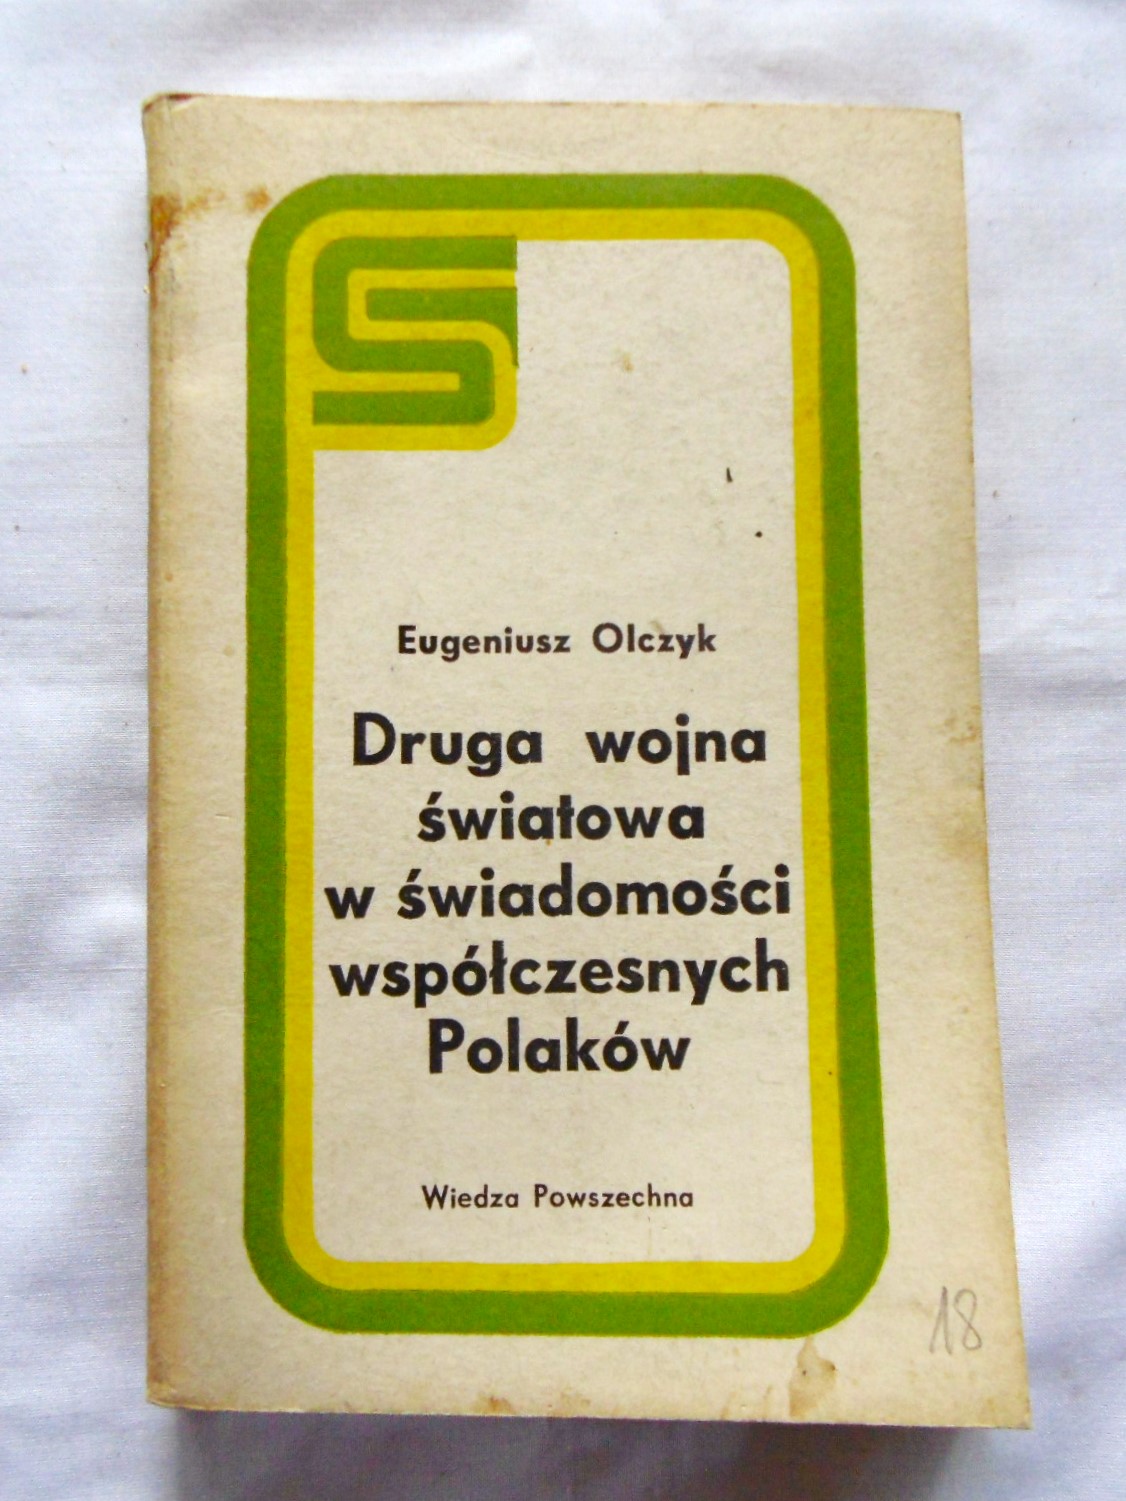 S
Eugeniusz Olczyk
Druga wojna
światowa
w świadomości
współczesnych
Polaków
Wiedza Powszechna
18